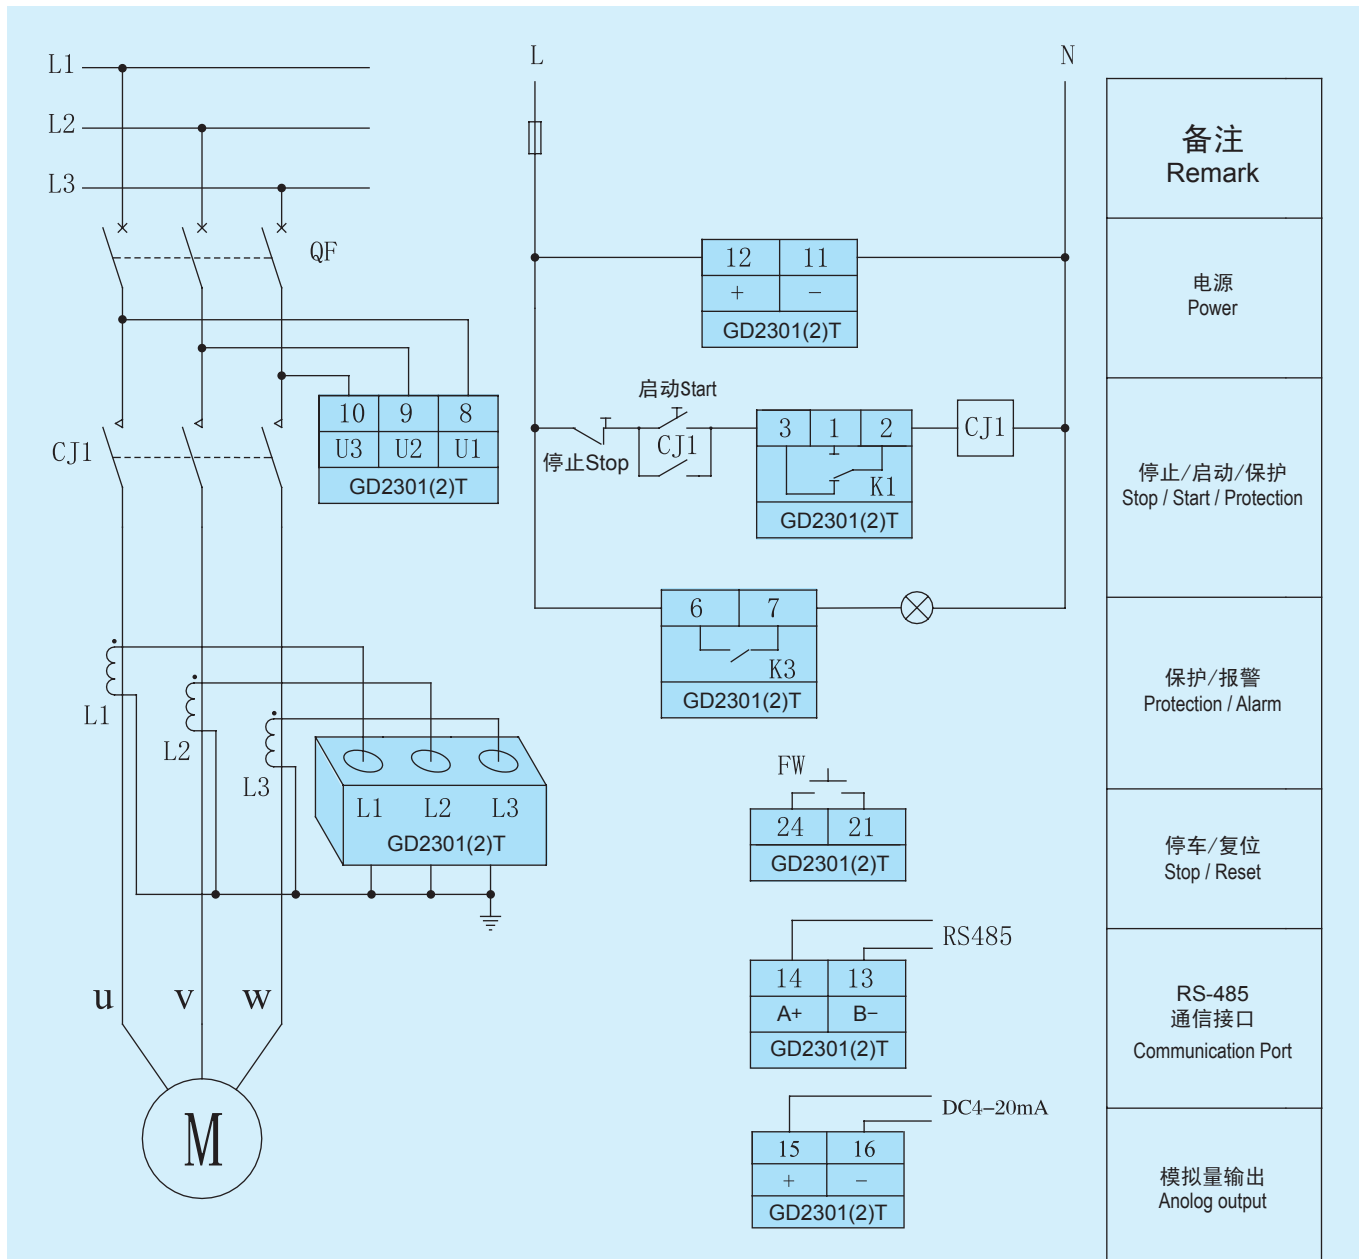 L1
L2
L3
QF
10 9 8
U3 U2 U1
GD2301(2)T
CJ1
L1
L2
L3
L1 L2 L3
GD2301(2)T
u v w
M
L N
12 11
+ −
GD2301(2)T
启动Start
停止Stop
CJ1
3 1 2
K1
GD2301(2)T
CJ1
6 7
K3
GD2301(2)T
FW
24 21
GD2301(2)T
RS485
14 13
A+ B−
GD2301(2)T
DC4-20mA
15 16
+ −
GD2301(2)T
备注
Remark
电源
Power
停止/启动/保护
Stop / Start / Protection
保护/报警
Protection / Alarm
停车/复位
Stop / Reset
RS-485
通信接口
Communication Port
模拟量输出
Anolog output